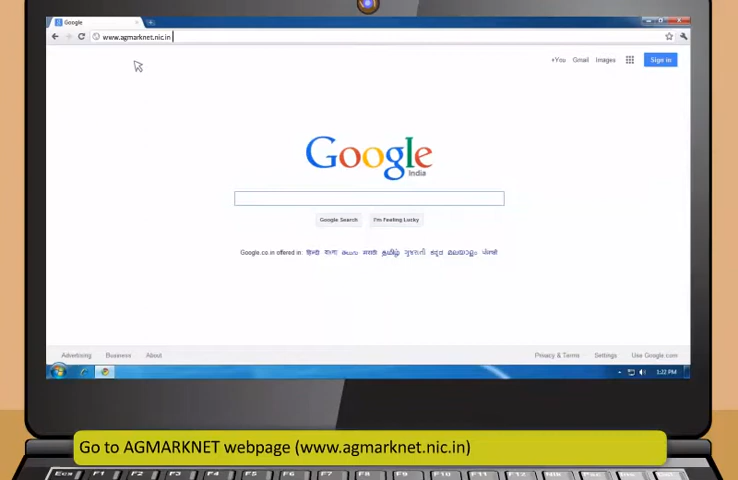 Google
www.agmarknet.nic.in
+You Gmail Images Sign in
Google
India
Google Search I'm Feeling Lucky
Google.co.in offered in: हिन्दी বাংলা తెలుగు मराठी தமிழ் ગુજરાતી ಕನ್ನಡ മലയാളം ਪੰਜਾਬੀ
Advertising Business About Privacy & Terms Settings Use Google.com
1:22 PM
Go to AGMARKNET webpage (www.agmarknet.nic.in)
F1 F2 F3 F4 F5 F6 F7 F8 F9 F10 F11 F12